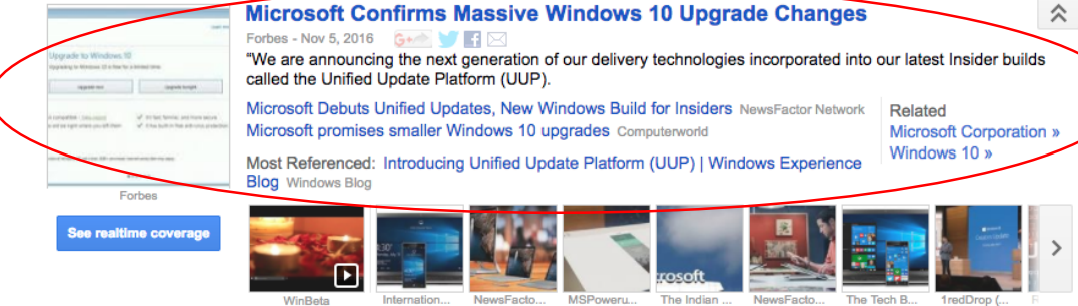 Microsoft Confirms Massive Windows 10 Upgrade Changes
Forbes - Nov 5, 2016
“We are announcing the next generation of our delivery technologies incorporated into our latest Insider builds
called the Unified Update Platform (UUP).
Microsoft Debuts Unified Updates, New Windows Build for Insiders NewsFactor Network
Microsoft promises smaller Windows 10 upgrades Computerworld
Related
Microsoft Corporation »
Windows 10 »
Most Referenced: Introducing Unified Update Platform (UUP) | Windows Experience
Blog Windows Blog
Upgrade to Windows 10
Forbes
See realtime coverage
rosoft
WinBeta
Internation...
NewsFacto...
MSPoweru...
The Indian ...
NewsFacto...
The Tech B...
1redDrop (...
R